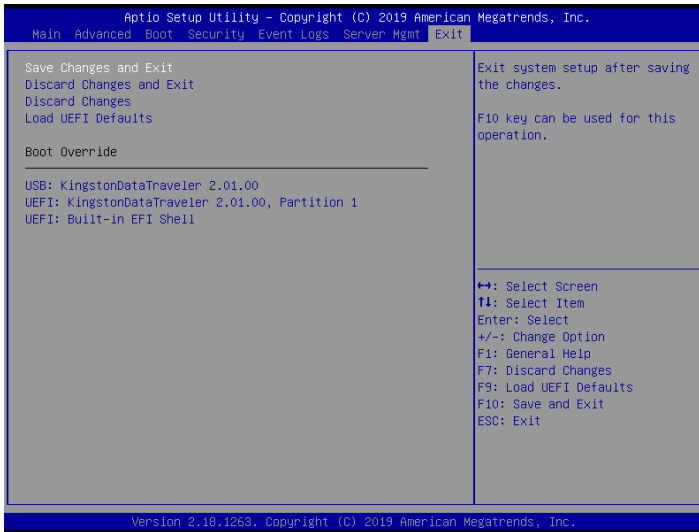 Aptio Setup Utility – Copyright (C) 2019 American Megatrends, Inc.
Main Advanced Boot Security Event Logs Server Mgmt Exit
Save Changes and Exit
Discard Changes and Exit
Discard Changes
Load UEFI Defaults
Boot Override
USB: KingstonDataTraveler 2.01.00
UEFI: KingstonDataTraveler 2.01.00, Partition 1
UEFI: Built-in EFI Shell
Exit system setup after saving
the changes.
F10 key can be used for this
operation.
↔: Select Screen
↑↓: Select Item
Enter: Select
+/-: Change Option
F1: General Help
F7: Discard Changes
F9: Load UEFI Defaults
F10: Save and Exit
ESC: Exit
Version 2.18.1263. Copyright (C) 2019 American Megatrends, Inc.